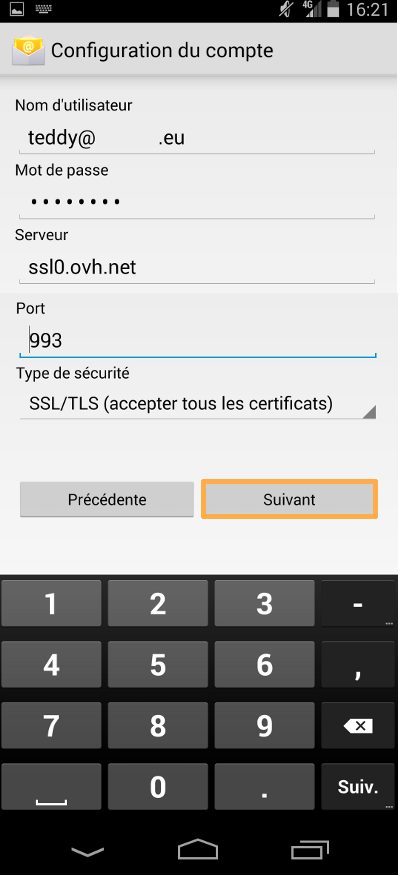 4G 16:21
Configuration du compte
Nom d'utilisateur
teddy@ .eu
Mot de passe
••••••••
Serveur
ssl0.ovh.net
Port
993
Type de sécurité
SSL/TLS (accepter tous les certificats)
Précédente Suivant
1 2 3 -
4 5 6 ,
7 8 9
0 . Suiv.